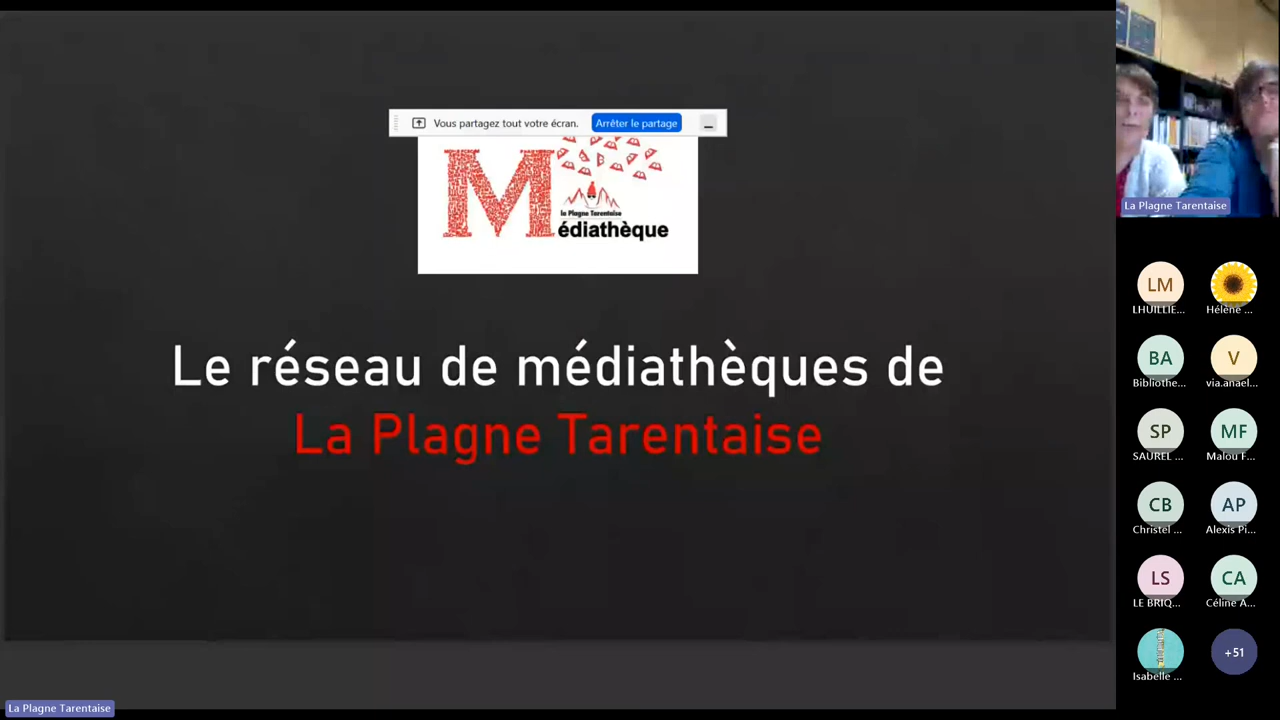 Vous partagez tout votre écran.
Arrêter le partage
M
la Plagne Tarentaise
édiathèque
Le réseau de médiathèques de
La Plagne Tarentaise
La Plagne Tarentaise
La Plagne Tarentaise
LM
LHUILLIE...
Hélène ...
BA
Bibliothe...
V
via.anael...
SP
SAUREL ...
MF
Malou F...
CB
Christel ...
AP
Alexis Pi...
LS
LE BRIQ...
CA
Céline A...
Isabelle ...
+51